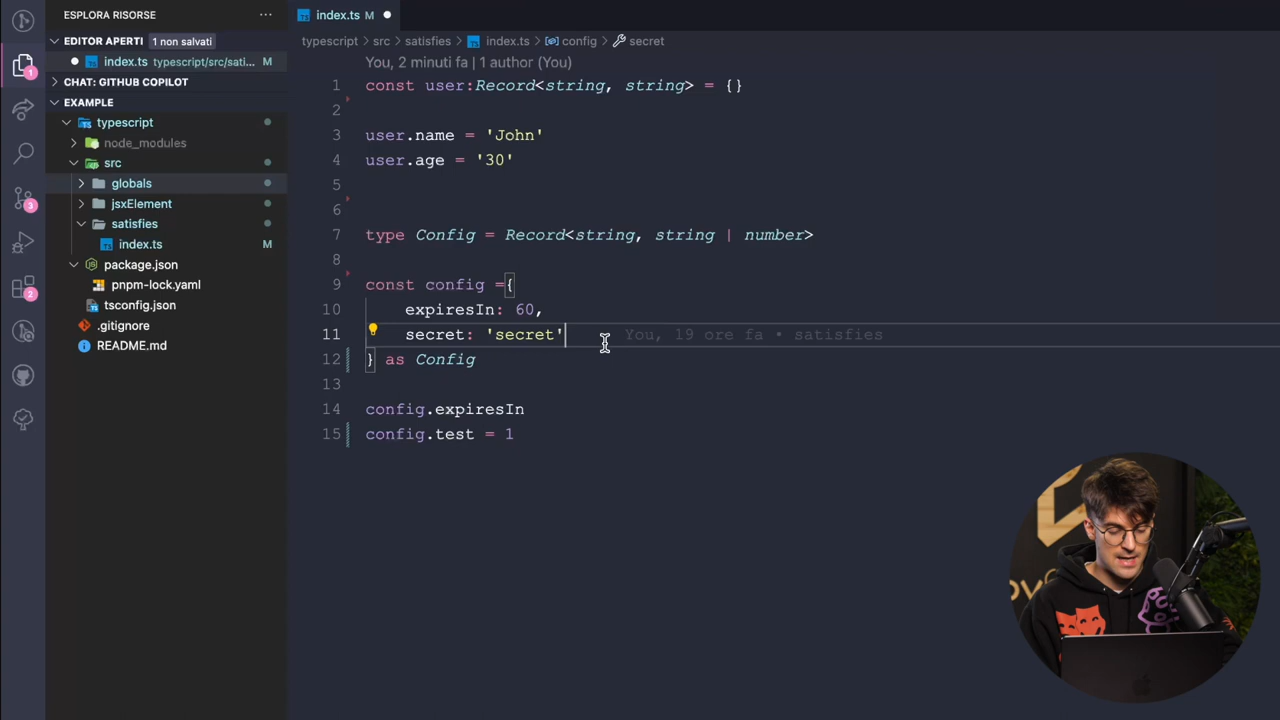 ESPLORA RISORSE
EDITOR APERTI 1 non salvati
index.ts typescript/src/sati... M
CHAT: GITHUB COPILOT
EXAMPLE
typescript
node_modules
src
globals
jsxElement
satisfies
index.ts M
package.json
pnpm-lock.yaml
tsconfig.json
.gitignore
README.md
1
3
2
index.ts M
typescript > src > satisfies > index.ts > config > secret
You, 2 minuti fa | 1 author (You)
1 const user:Record<string, string> = {}
2
3 user.name = 'John'
4 user.age = '30'
5
6
7 type Config = Record<string, string | number>
8
9 const config ={
10 expiresIn: 60,
11 secret: 'secret' You, 19 ore fa • satisfies
12 } as Config
13
14 config.expiresIn
15 config.test = 1